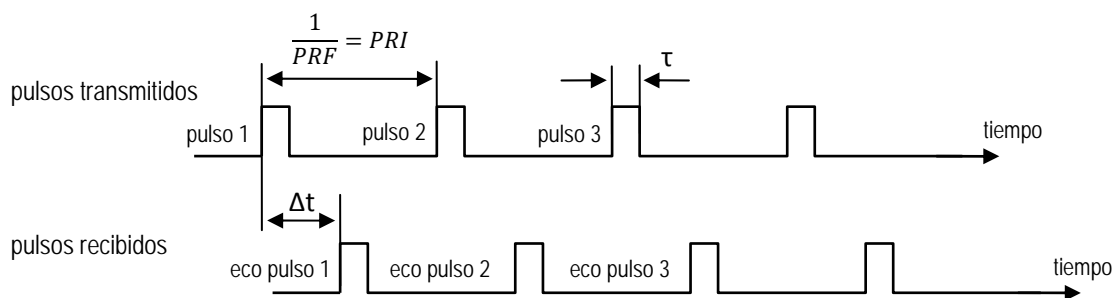 1/PRF = PRI
τ
pulsos transmitidos
pulso 1
pulso 2
pulso 3
tiempo
Δt
pulsos recibidos
eco pulso 1
eco pulso 2
eco pulso 3
tiempo